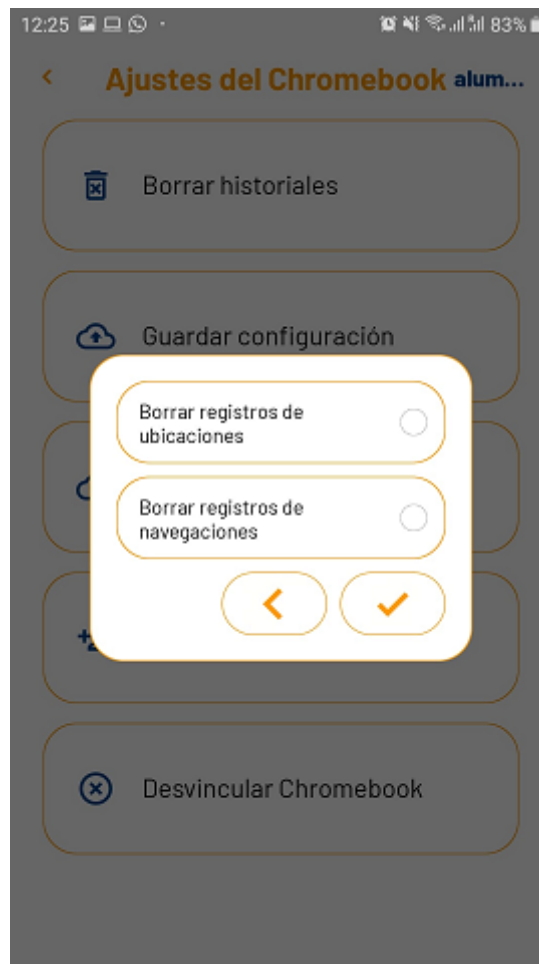 12:25
83%
Ajustes del Chromebook alum...
Borrar historiales
Guardar configuración
Borrar registros de
ubicaciones
Borrar registros de
navegaciones
Desvincular Chromebook